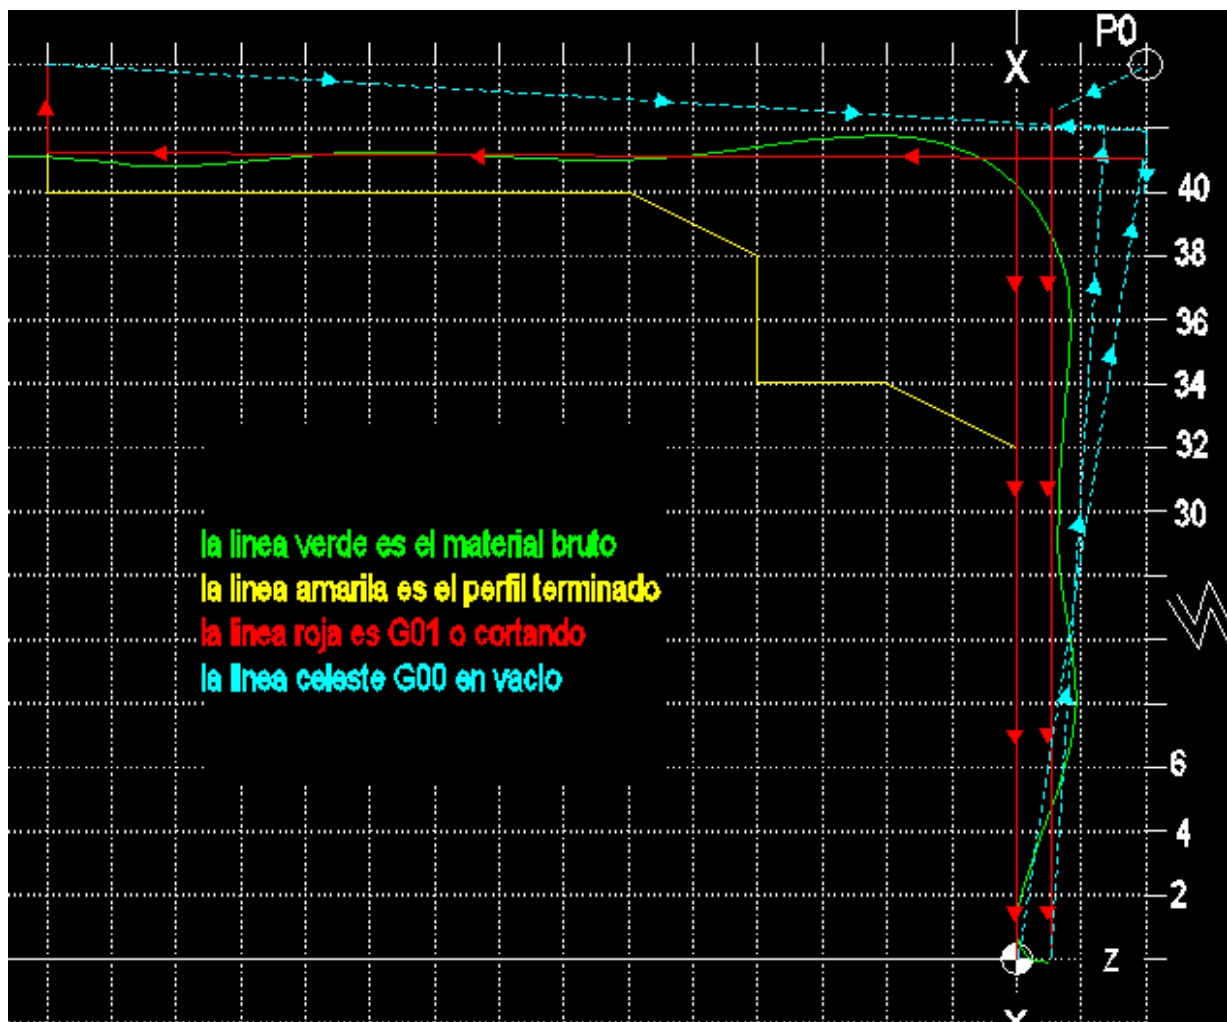 P0
X
40
38
36
34
32
30
la linea verde es el material bruto
la linea amarila es el perfil terminado
la linea roja es G01 o cortando
la linea celeste G00 en vacio
6
4
2
Z